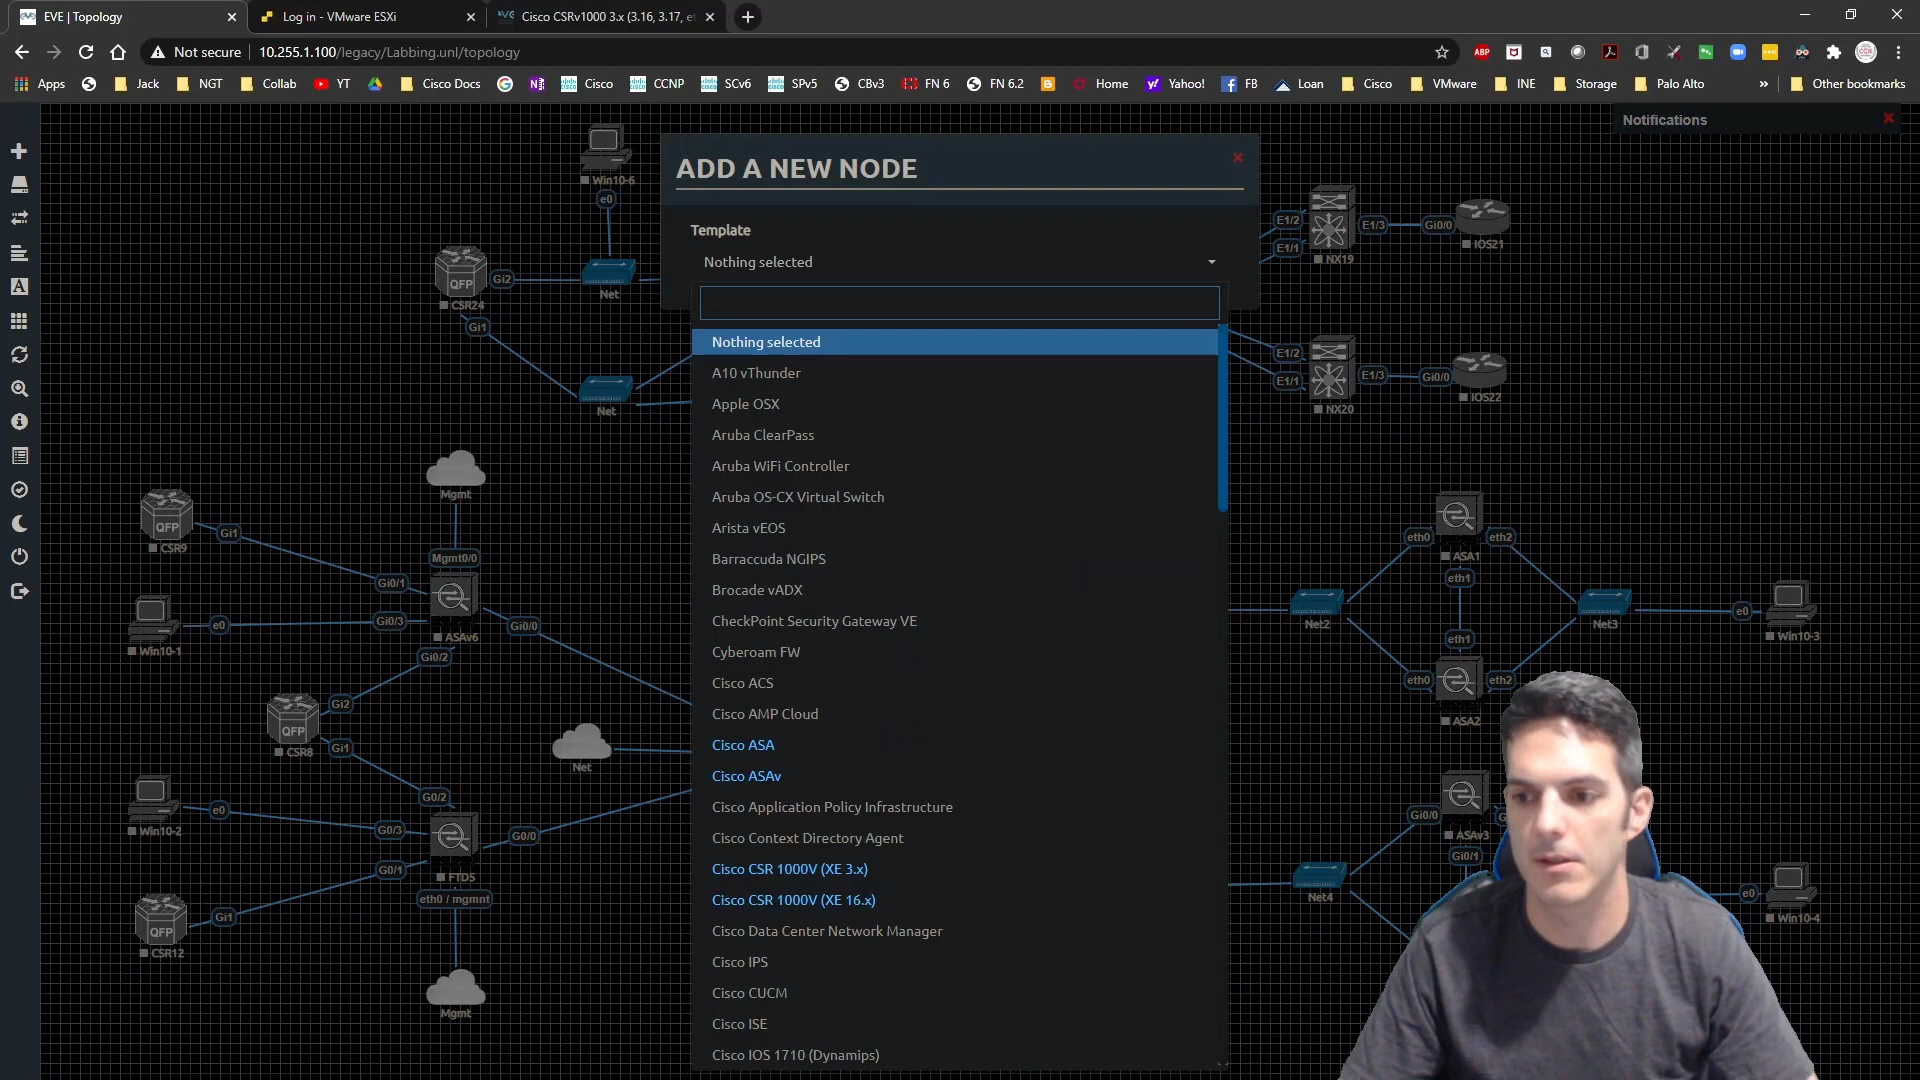 EVE | Topology
Log in - VMware ESXi
Cisco CSRv1000 3.x (3.16, 3.17, et
Not secure
10.255.1.100/legacy/Labbing.unl/topology
ABP
Apps
Jack
NGT
Collab
YT
Cisco Docs
Cisco
CCNP
SCv6
SPv5
CBv3
FN 6
FN 6.2
Home
Yahoo!
FB
Loan
Cisco
VMware
INE
Storage
Palo Alto
»
Other bookmarks
Notifications
ADD A NEW NODE
Template
Nothing selected
Nothing selected
A10 vThunder
Apple OSX
Aruba ClearPass
Aruba WiFi Controller
Aruba OS-CX Virtual Switch
Arista vEOS
Barraccuda NGIPS
Brocade vADX
CheckPoint Security Gateway VE
Cyberoam FW
Cisco ACS
Cisco AMP Cloud
Cisco ASA
Cisco ASAv
Cisco Application Policy Infrastructure
Cisco Context Directory Agent
Cisco CSR 1000V (XE 3.x)
Cisco CSR 1000V (XE 16.x)
Cisco Data Center Network Manager
Cisco IPS
Cisco CUCM
Cisco ISE
Cisco IOS 1710 (Dynamips)
Win10-6
e0
QFP
Gi2
CSR24
Net
Gi1
Net
Mgmt
QFP
Gi1
CSR9
Mgmt0/0
Gi0/1
Win10-1
e0
Gi0/3
Gi0/0
ASAv6
Gi0/2
Gi2
QFP
CSR8
Gi1
Net
Win10-2
e0
G0/2
G0/3
G0/0
G0/1
FTD5
eth0 / mgmnt
QFP
Gi1
CSR12
Mgmt
E1/2
E1/1
E1/3
Gi0/0
IOS21
NX19
E1/2
E1/1
E1/3
Gi0/0
IOS22
NX20
eth0
eth2
ASA1
eth1
Net2
Net3
e0
Win10-3
eth1
eth0
eth2
ASA2
Gi0/0
ASAv3
Gi0/1
Net4
e0
Win10-4